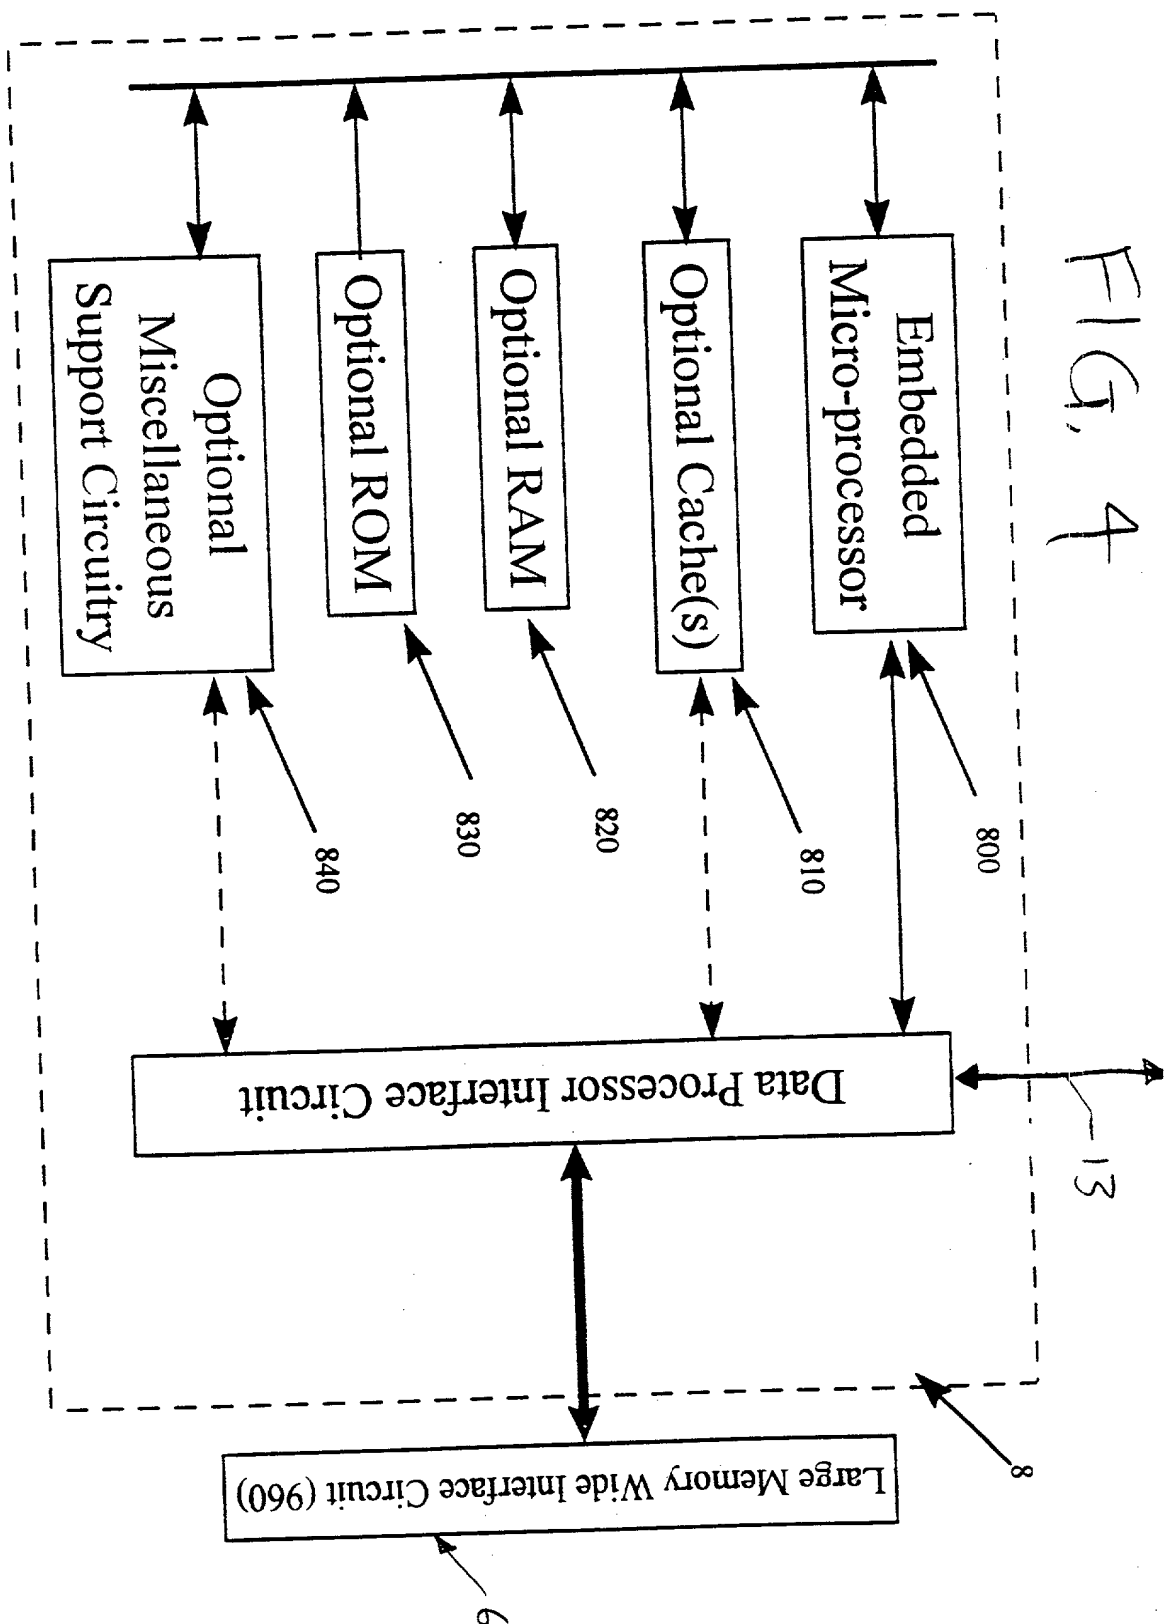 FIG. 4
Embedded
Micro-processor
800
Optional Cache(s)
810
Optional RAM
820
Optional ROM
830
Optional
Miscellaneous
Support Circuitry
840
Data Processor Interface Circuit
13
8
Large Memory Wide Interface Circuit (960)
6